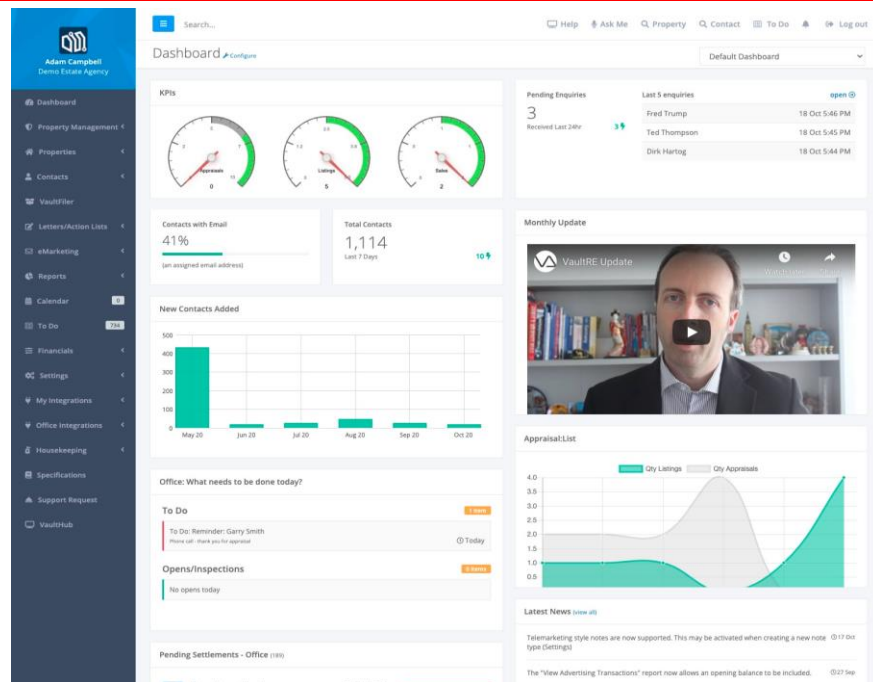 Search...
Help
Ask Me
Property
Contact
To Do
Log out
Adam Campbell
Demo Estate Agency
Dashboard
Property Management
Properties
Contacts
VaultFiler
Letters/Action Lists
eMarketing
Reports
Calendar 0
To Do 734
Financials
Settings
My Integrations
Office Integrations
Housekeeping
Specifications
Support Request
VaultHub
Dashboard Configure
Default Dashboard
KPIs
Appraisals
0
Listings
5
Sales
2
Pending Enquiries
3
Received Last 24hr
3
Last 5 enquiries open
Fred Trump 18 Oct 5:46 PM
Ted Thompson 18 Oct 5:45 PM
Dirk Hartog 18 Oct 5:44 PM
Contacts with Email
41%
(an assigned email address)
Total Contacts
1,114
Last 7 Days 10
Monthly Update
VaultRE Update
New Contacts Added
500
400
300
200
100
0
May 20 Jun 20 Jul 20 Aug 20 Sep 20 Oct 20
Appraisal:List
Qty Listings Qty Appraisals
4.0
3.5
3.0
2.5
2.0
1.5
1.0
0.5
Office: What needs to be done today?
To Do 1 item
To Do: Reminder: Garry Smith
Phone call - thank you for appraisal Today
Opens/Inspections 0 items
No opens today
Latest News (view all)
Telemarketing style notes are now supported. This may be activated when creating a new note 17 Oct
type (Settings)
The "View Advertising Transactions" report now allows an opening balance to be included. 27 Sep
Pending Settlements - Office (189)